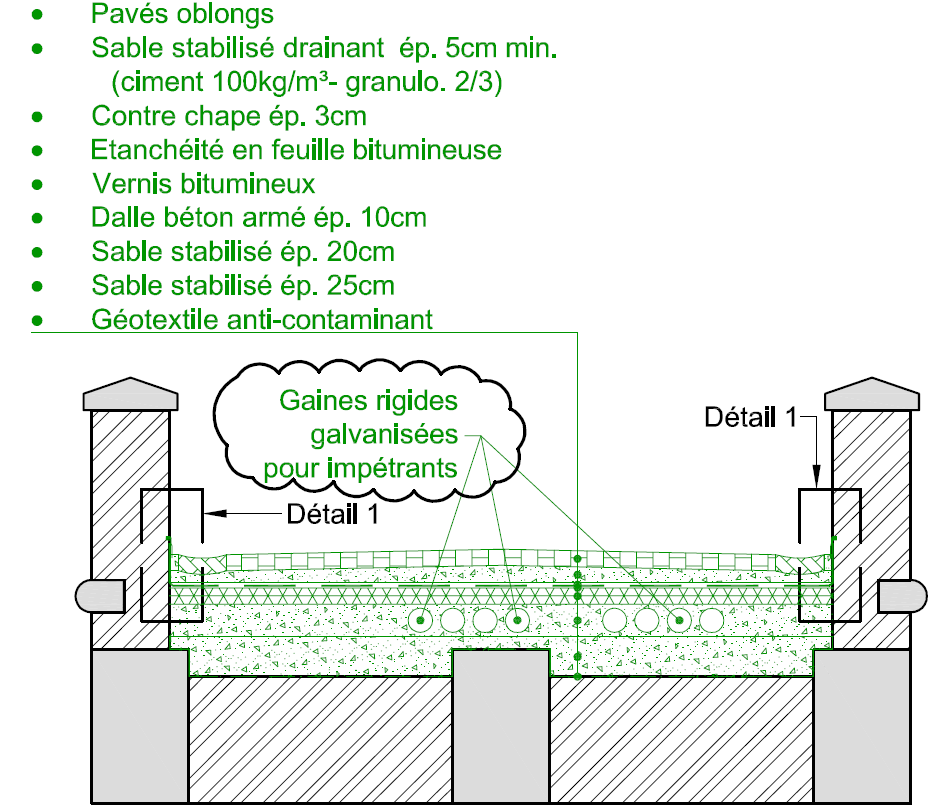 • Pavés oblongs
• Sable stabilisé drainant ép. 5cm min.
(ciment 100kg/m³- granulo. 2/3)
• Contre chape ép. 3cm
• Etanchéité en feuille bitumineuse
• Vernis bitumineux
• Dalle béton armé ép. 10cm
• Sable stabilisé ép. 20cm
• Sable stabilisé ép. 25cm
• Géotextile anti-contaminant
Gaines rigides
galvanisées
pour impétrants
Détail 1
Détail 1